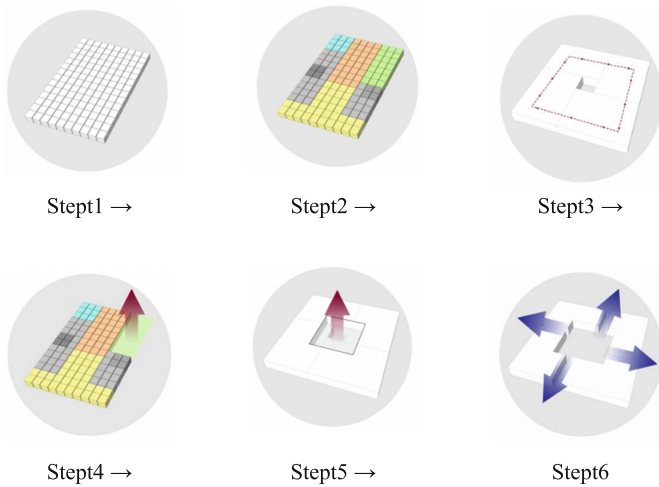 Stept1 →
Stept2 →
Stept3 →
Stept4 →
Stept5 →
Stept6